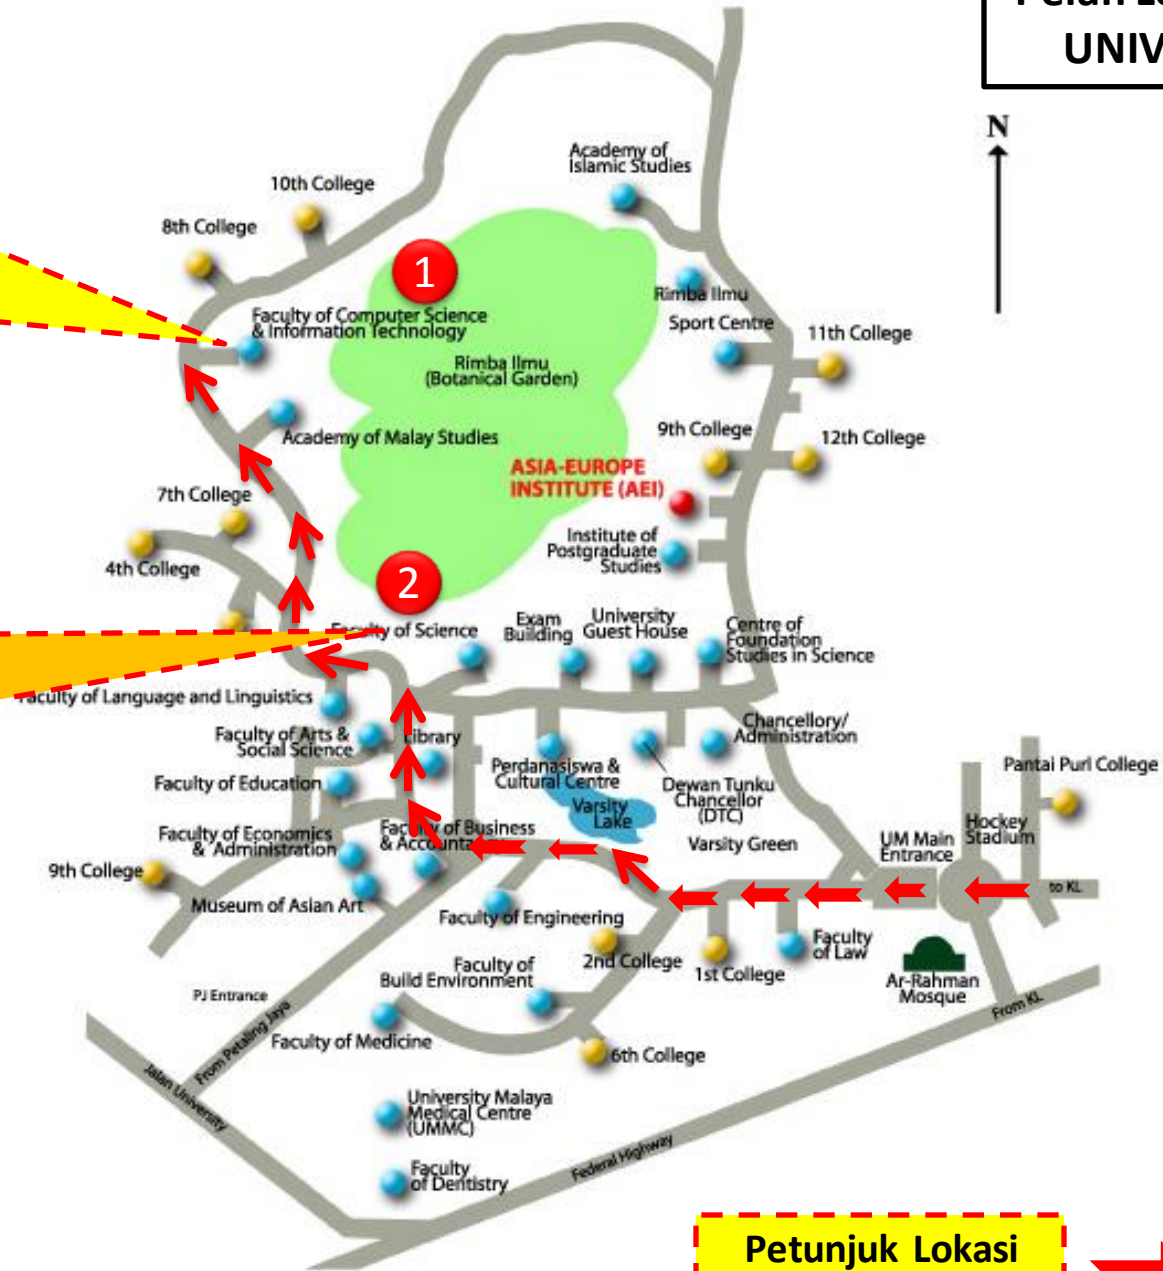 UNIV
N
Academy of
Islamic Studies
10th College
8th College
1
Rimba Ilmu
Sport Centre
Faculty of Computer Science
& Information Technology
11th College
Rimba Ilmu
(Botanical Garden)
Academy of Malay Studies
9th College
12th College
ASIA-EUROPE
INSTITUTE (AEI)
7th College
Institute of
Postgraduate
Studies
4th College
2
Exam
Building
University
Guest House
Centre of
Foundation
Studies in Science
Faculty of Science
Faculty of Language and Linguistics
Faculty of Arts &
Social Science
Library
Chancellory/
Administration
Perdanasiswa &
Cultural Centre
Dewan Tunku
Chancellor
(DTC)
Pantai Purl College
Faculty of Education
Varsity
Lake
Faculty of Economics
& Administration
Faculty of Business
& Accountancy
Varsity Green
UM Main
Entrance
Hockey
Stadium
9th College
to KL
Museum of Asian Art
Faculty of Engineering
2nd College
1st College
Faculty
of Law
Faculty of
Build Environment
Ar-Rahman
Mosque
PJ Entrance
From KL
From Petaling Jaya
Faculty of Medicine
6th College
Jalan University
University Malaya
Medical Centre
(UMMC)
Federal Highway
Faculty
of Dentistry
Petunjuk Lokasi